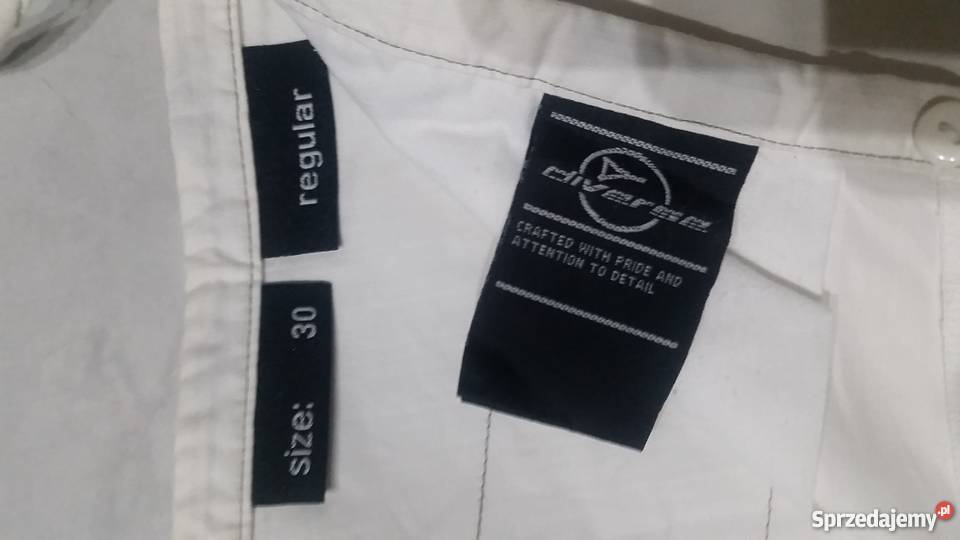 regular
size: 30
diverse
CRAFTED WITH PRIDE AND
ATTENTION TO DETAIL
Sprzedajemy.pl